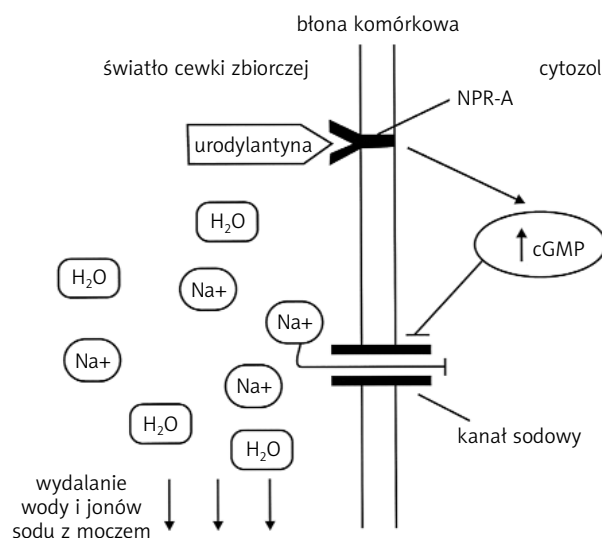 błona komórkowa
światło cewki zbiorczej
cytozol
NPR-A
urodylantyna
H₂O
cGMP
H₂O
Na+
Na+
Na+
Na+
H₂O
H₂O
kanał sodowy
wydalanie
wody i jonów
sodu z moczem